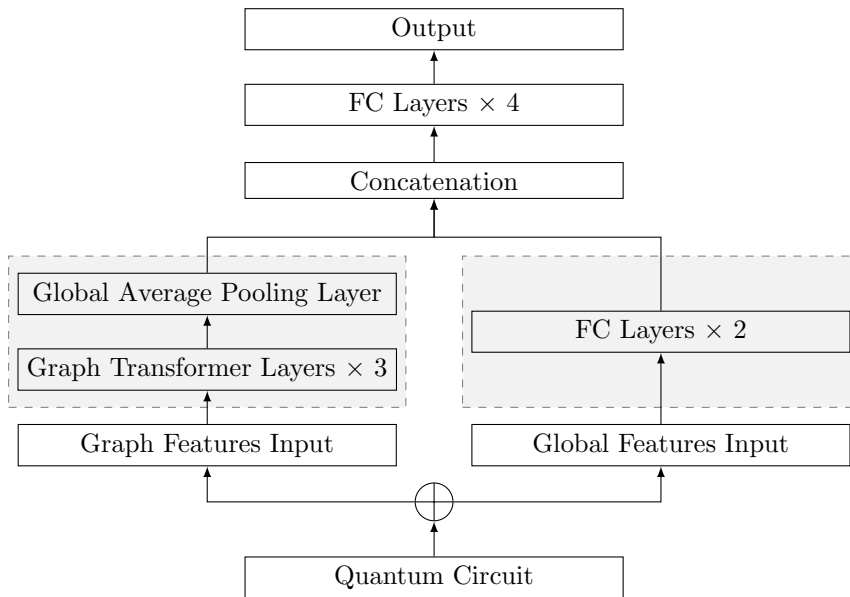 Output
FC Layers × 4
Concatenation
Global Average Pooling Layer
FC Layers × 2
Graph Transformer Layers × 3
Graph Features Input
Global Features Input
Quantum Circuit